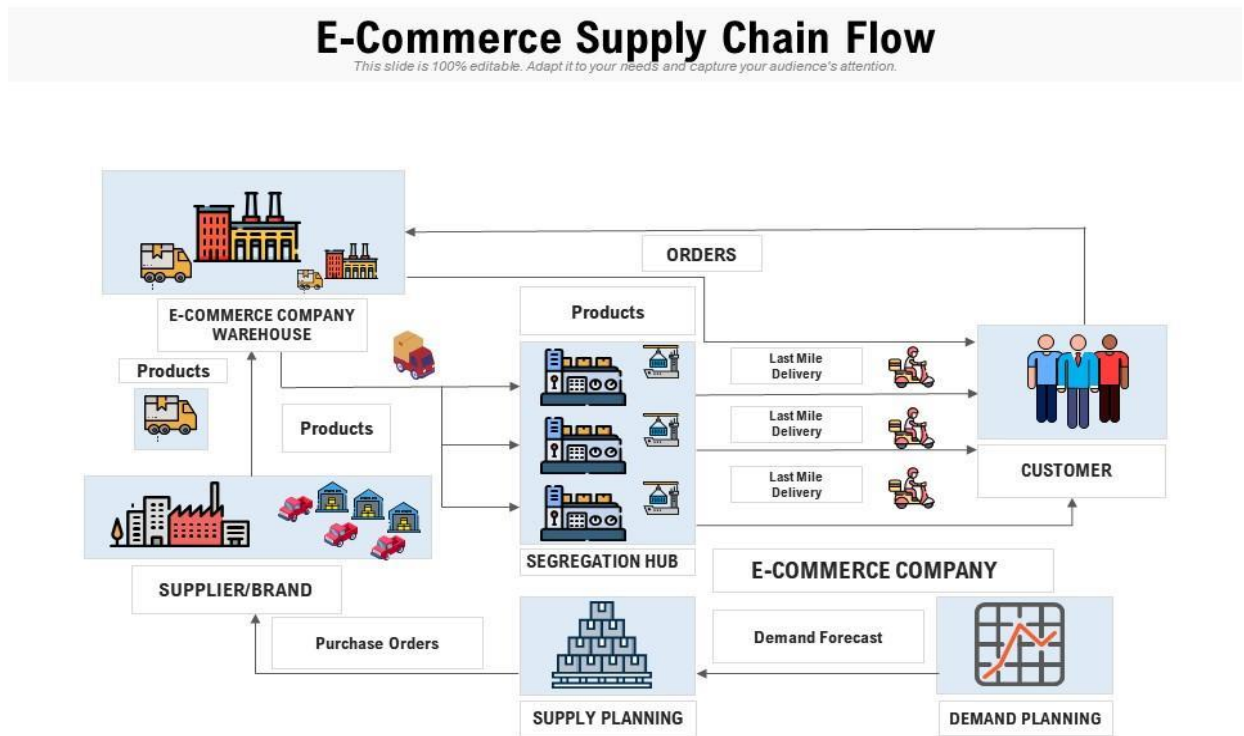 E-Commerce Supply Chain Flow
This slide is 100% editable. Adapt it to your needs and capture your audience's attention.
ORDERS
E-COMMERCE COMPANY
WAREHOUSE
Products
Products
Products
Last Mile
Delivery
Last Mile
Delivery
Last Mile
Delivery
CUSTOMER
SEGREGATION HUB
E-COMMERCE COMPANY
SUPPLIER/BRAND
Purchase Orders
Demand Forecast
SUPPLY PLANNING
DEMAND PLANNING